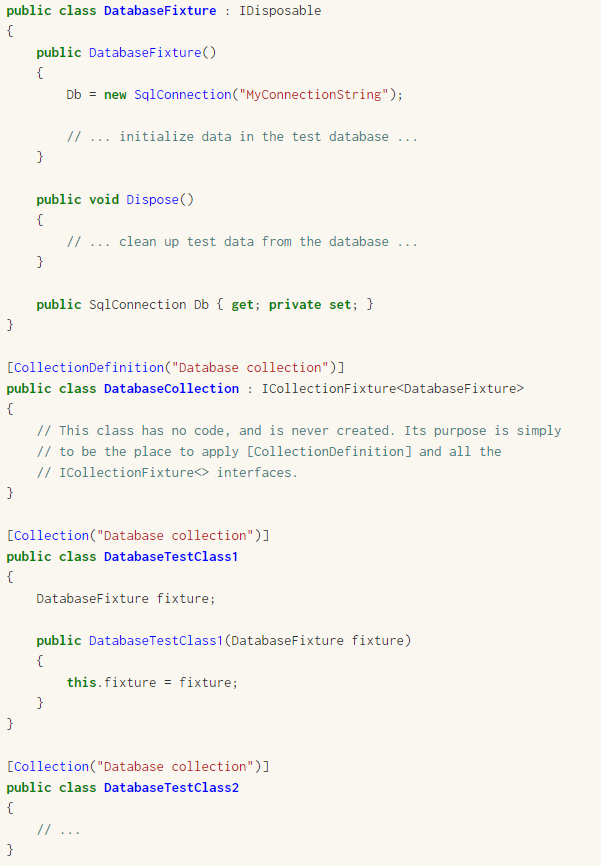 public class DatabaseFixture : IDisposable
{
    public DatabaseFixture()
    {
        Db = new SqlConnection("MyConnectionString");

        // ... initialize data in the test database ...
    }

    public void Dispose()
    {
        // ... clean up test data from the database ...
    }

    public SqlConnection Db { get; private set; }
}

[CollectionDefinition("Database collection")]
public class DatabaseCollection : ICollectionFixture<DatabaseFixture>
{
    // This class has no code, and is never created. Its purpose is simply
    // to be the place to apply [CollectionDefinition] and all the
    // ICollectionFixture<> interfaces.
}

[Collection("Database collection")]
public class DatabaseTestClass1
{
    DatabaseFixture fixture;

    public DatabaseTestClass1(DatabaseFixture fixture)
    {
        this.fixture = fixture;
    }
}

[Collection("Database collection")]
public class DatabaseTestClass2
{
    // ...
}